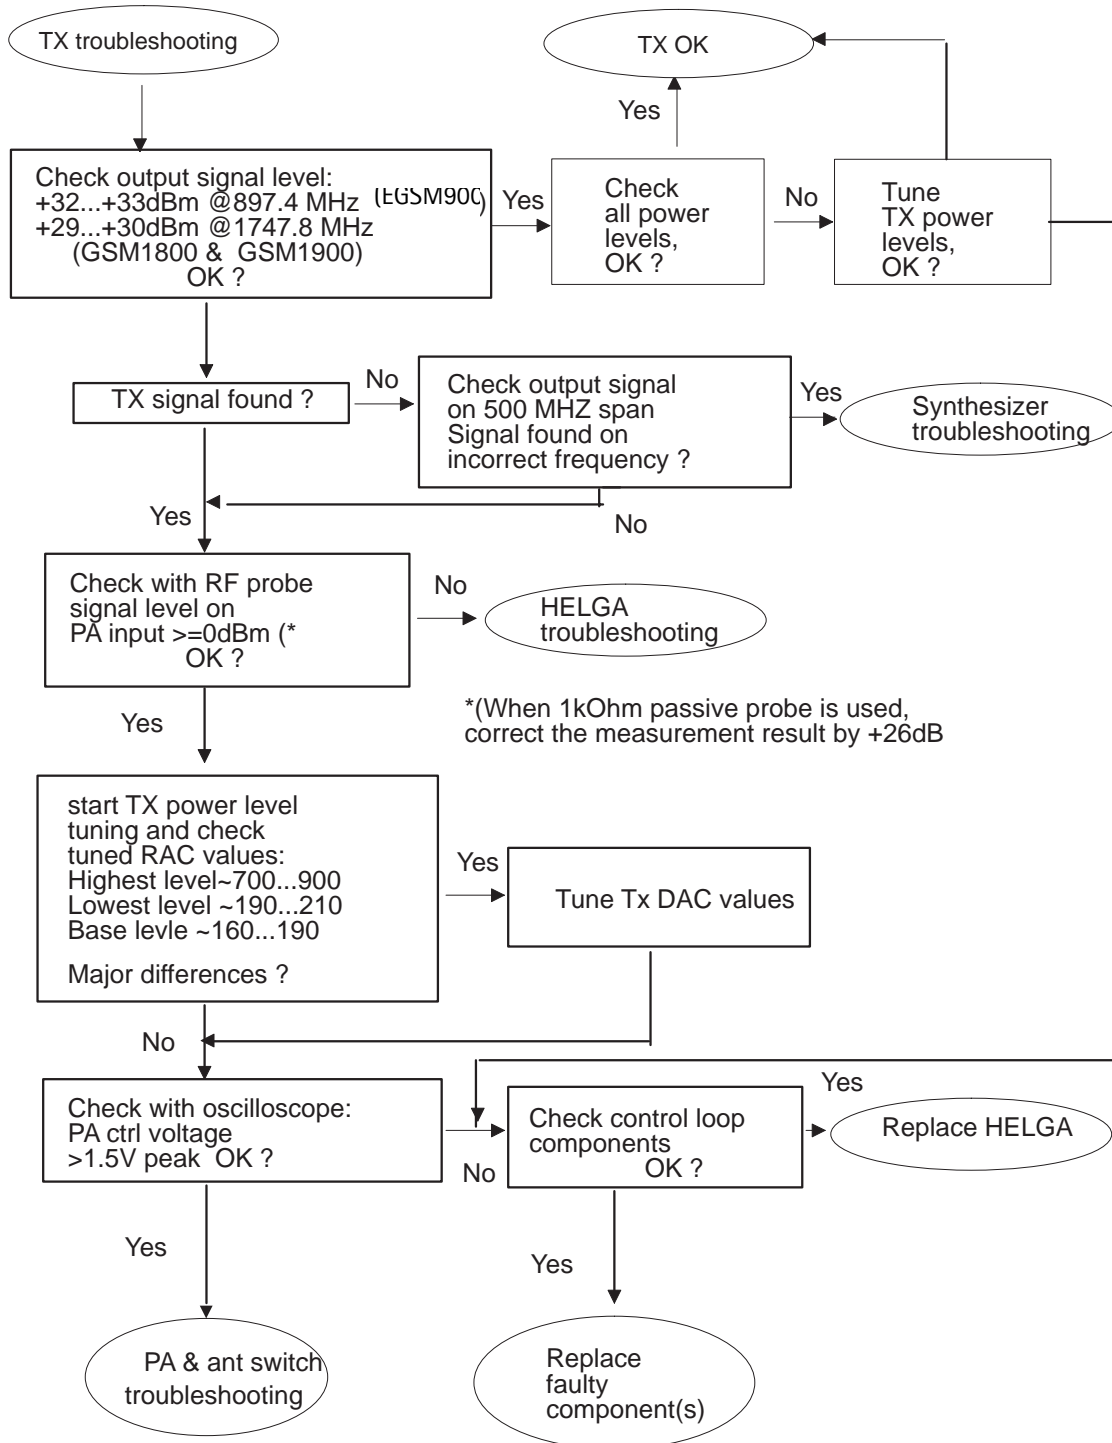 TX troubleshooting
TX OK
Yes
Check output signal level:
+32...+33dBm @897.4 MHz (EGSM900)
+29...+30dBm @1747.8 MHz
(GSM1800 & GSM1900)
OK ?
Yes
Check
all power
levels,
OK ?
No
Tune
TX power
levels,
OK ?
TX signal found ?
No
Check output signal
on 500 MHZ span
Signal found on
incorrect frequency ?
Yes
Synthesizer
troubleshooting
Yes
No
Check with RF probe
signal level on
PA input >=0dBm (*
OK ?
No
HELGA
troubleshooting
Yes
*(When 1kOhm passive probe is used,
correct the measurement result by +26dB
start TX power level
tuning and check
tuned RAC values:
Highest level~700...900
Lowest level ~190...210
Base levle ~160...190
Major differences ?
Yes
Tune Tx DAC values
No
Check with oscilloscope:
PA ctrl voltage
>1.5V peak OK ?
No
Check control loop
components
OK ?
Yes
Replace HELGA
Yes
Yes
PA & ant switch
troubleshooting
Replace
faulty
component(s)